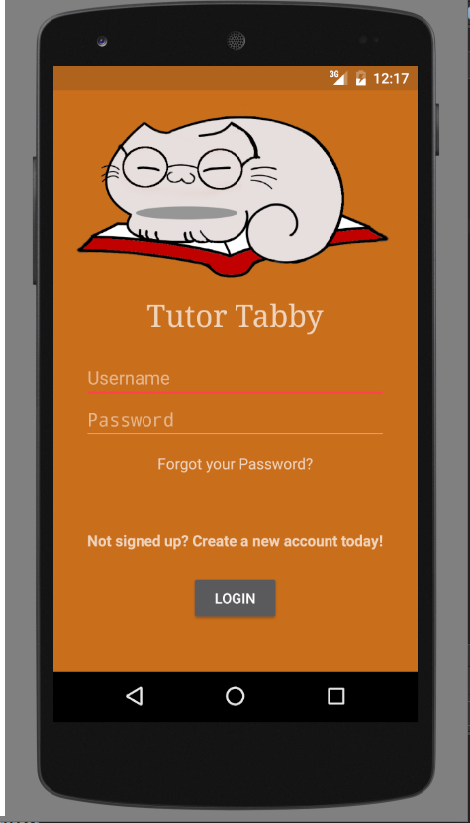 3G 12:17
Tutor Tabby
Username
Password
Forgot your Password?
Not signed up? Create a new account today!
LOGIN